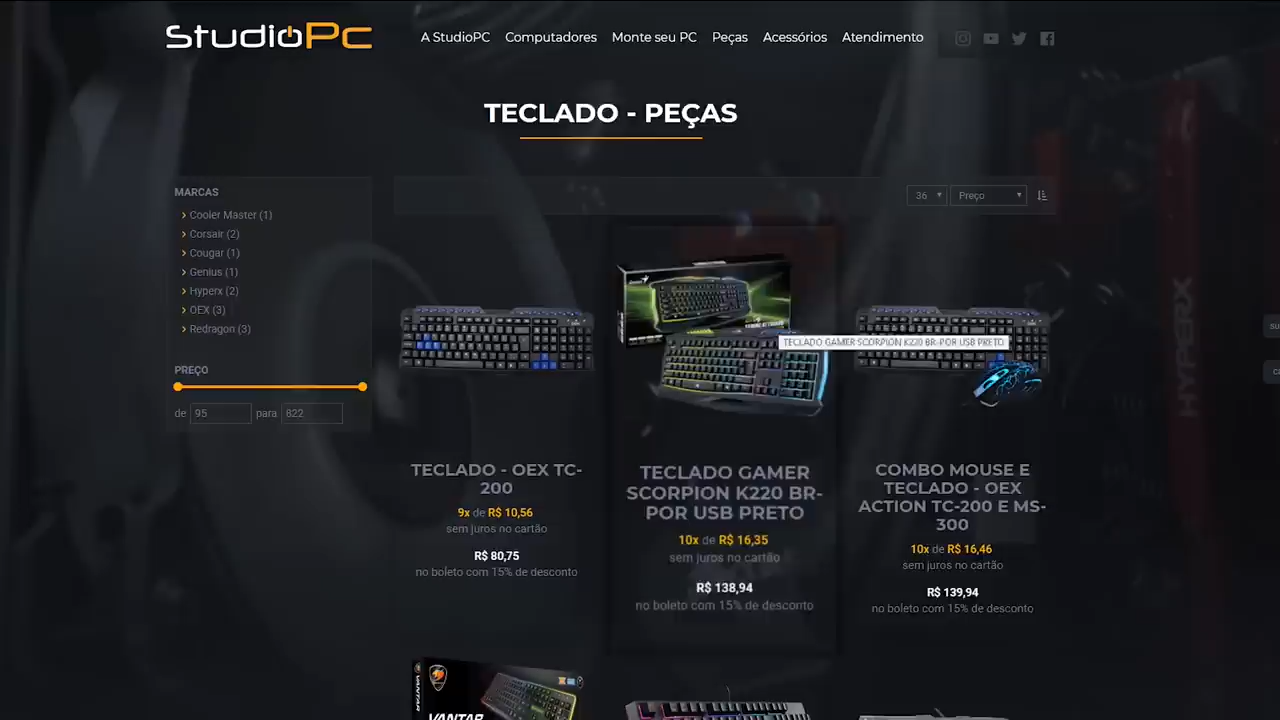 StudioPc
A StudioPC Computadores Monte seu PC Peças Acessórios Atendimento
TECLADO - PEÇAS
MARCAS
Cooler Master (1)
Corsair (2)
Cougar (1)
Genius (1)
Hyperx (2)
OEX (3)
Redragon (3)
PREÇO
de 95 para 822
36 Preço
TECLADO GAMER SCORPION K220 BR-POR USB PRETO
TECLADO - OEX TC-
200
9x de R$ 10,56
sem juros no cartão
R$ 80,75
no boleto com 15% de desconto
TECLADO GAMER
SCORPION K220 BR-
POR USB PRETO
10x de R$ 16,35
sem juros no cartão
R$ 138,94
no boleto com 15% de desconto
COMBO MOUSE E
TECLADO - OEX
ACTION TC-200 E MS-
300
10x de R$ 16,46
sem juros no cartão
R$ 139,94
no boleto com 15% de desconto
HYPERX
VANTAR
VANTAR